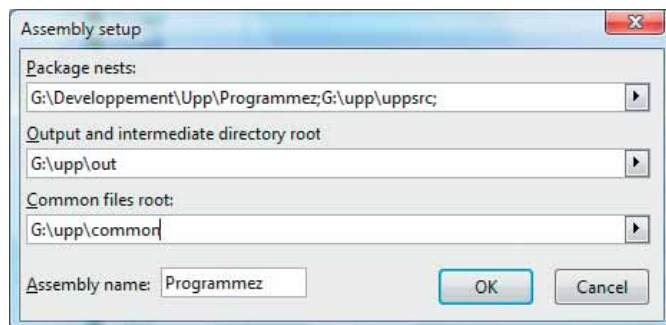 Assembly setup
Package nests:
G:\Developpement\Upp\Programmez;G:\upp\uppsrc;
Output and intermediate directory root
G:\upp\out
Common files root:
G:\upp\common
Assembly name: Programmez OK Cancel